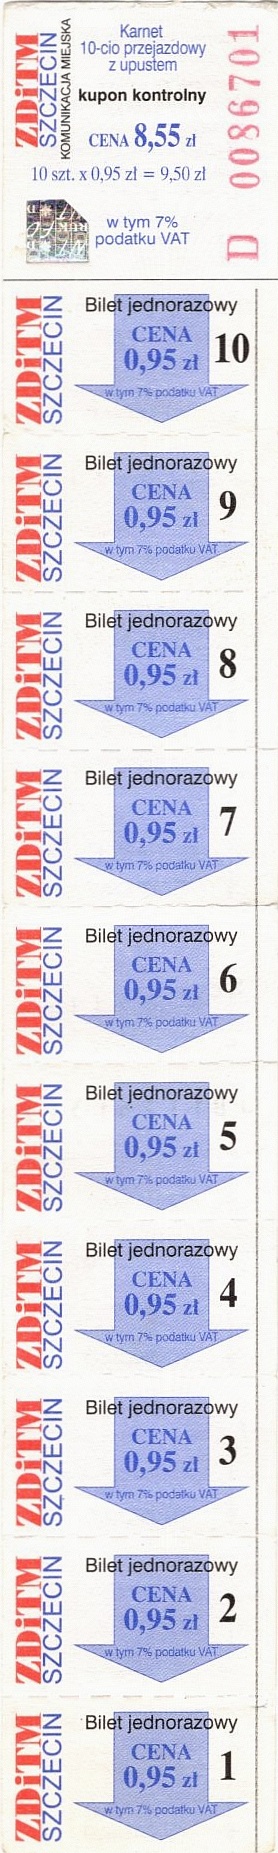 ZDiTM
SZCZECIN
KOMUNIKACJA MIEJSKA
Karnet
10-cio przejazdowy
z upustem
kupon kontrolny
CENA 8,55 zł
10 szt. x 0,95 zł = 9,50 zł
w tym 7%
podatku VAT
D 0086701
ZDiTM
SZCZECIN
Bilet jednorazowy
CENA
0,95 zł
10
w tym 7% podatku VAT
ZDiTM
SZCZECIN
Bilet jednorazowy
CENA
0,95 zł
9
w tym 7% podatku VAT
ZDiTM
SZCZECIN
Bilet jednorazowy
CENA
0,95 zł
8
w tym 7% podatku VAT
ZDiTM
SZCZECIN
Bilet jednorazowy
CENA
0,95 zł
7
w tym 7% podatku VAT
ZDiTM
SZCZECIN
Bilet jednorazowy
CENA
0,95 zł
6
w tym 7% podatku VAT
ZDiTM
SZCZECIN
Bilet jednorazowy
CENA
0,95 zł
5
w tym 7% podatku VAT
ZDiTM
SZCZECIN
Bilet jednorazowy
CENA
0,95 zł
4
w tym 7% podatku VAT
ZDiTM
SZCZECIN
Bilet jednorazowy
CENA
0,95 zł
3
w tym 7% podatku VAT
ZDiTM
SZCZECIN
Bilet jednorazowy
CENA
0,95 zł
2
w tym 7% podatku VAT
ZDiTM
SZCZECIN
Bilet jednorazowy
CENA
0,95 zł
1
w tym 7% podatku VAT